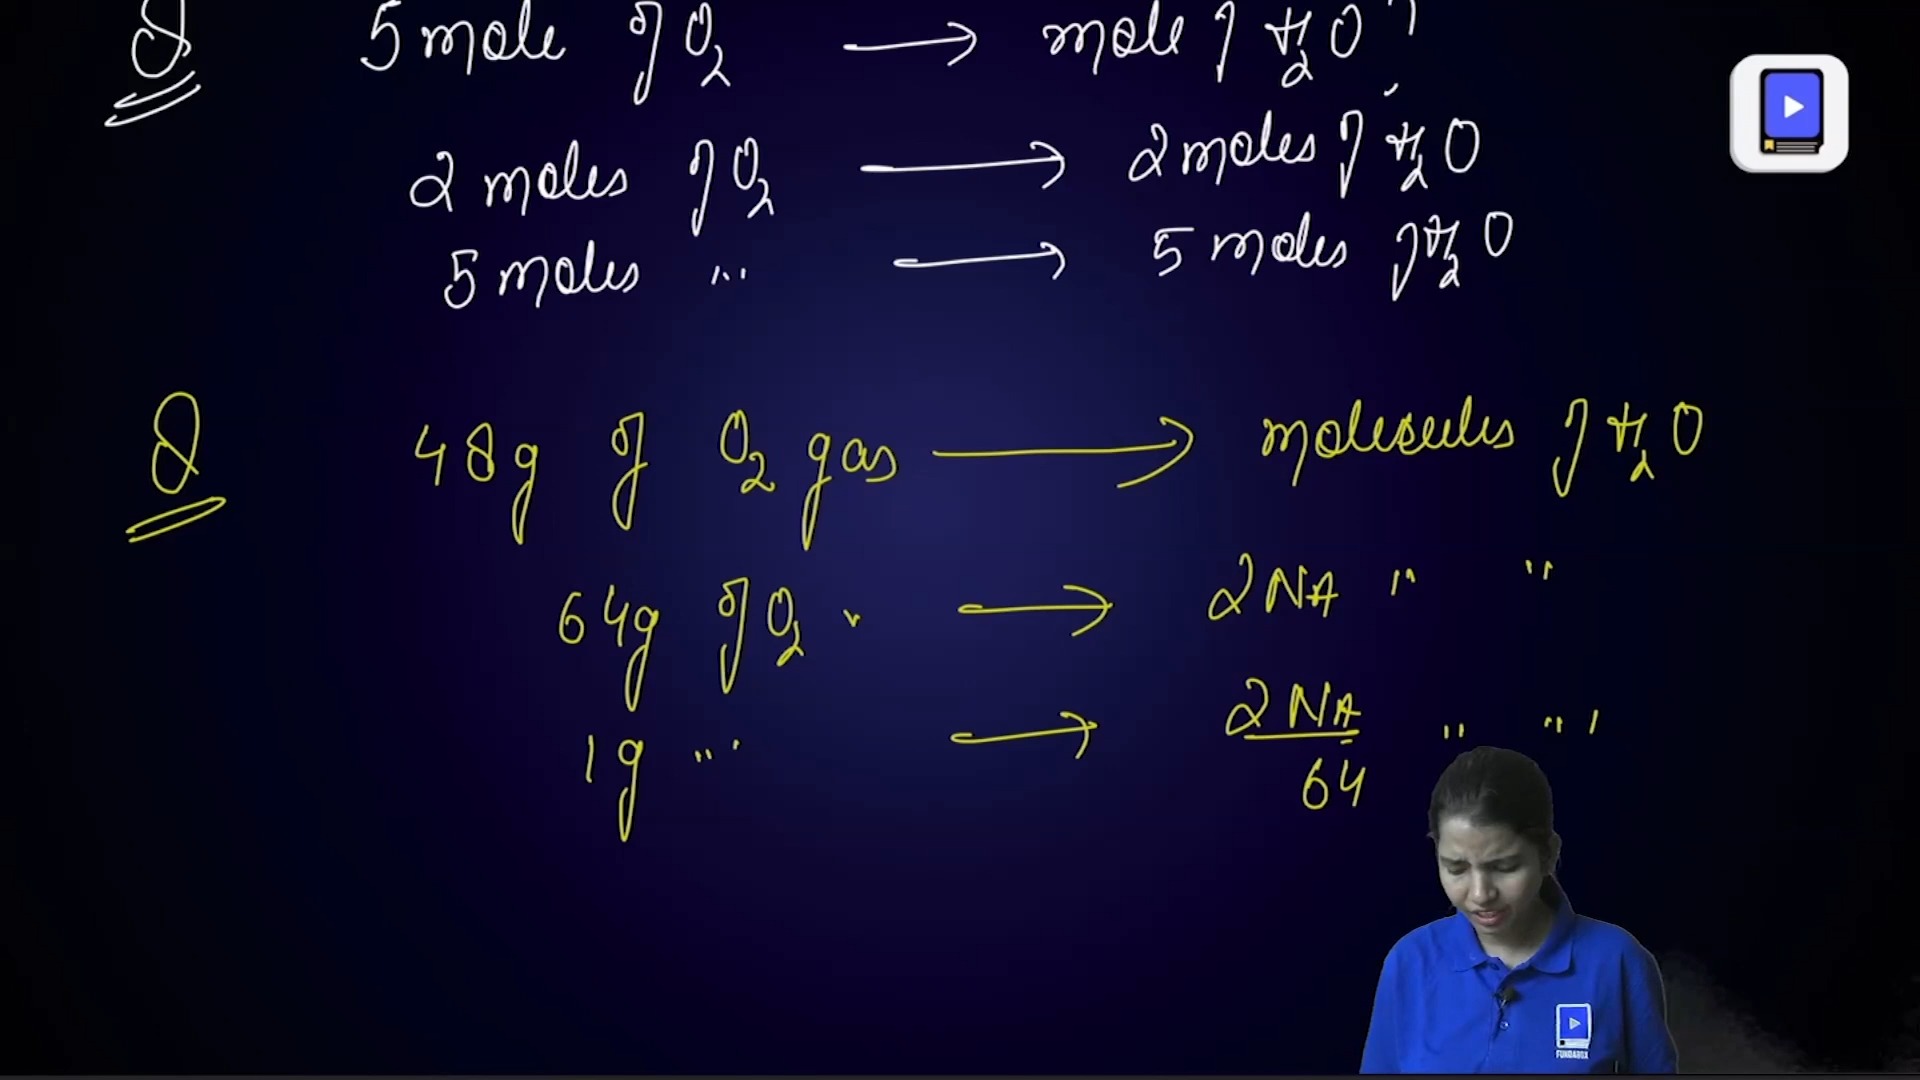 Q 5 mole of O2 → mole of H2O?
2 moles of O2 → 2 moles of H2O
5 moles " → 5 moles of H2O
Q 48g of O2 gas → molecules of H2O
64g of O2 " → 2NA " "
1g " → 2NA/64 " "
FUNDABOX